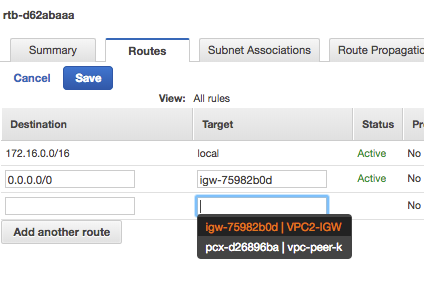 rtb-d62abaaa
Summary Routes Subnet Associations Route Propagatio
Cancel Save
View: All rules
Destination Target Status Pr
172.16.0.0/16 local Active No
0.0.0.0/0 igw-75982b0d Active No
No
igw-75982b0d | VPC2-IGW
Add another route
pcx-d26896ba | vpc-peer-k